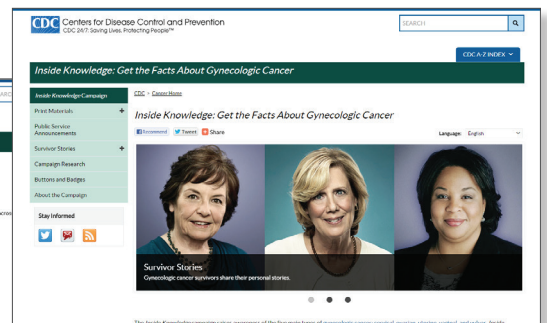 CDC
Centers for Disease Control and Prevention
CDC 24/7: Saving Lives. Protecting People™
SEARCH
CDC A-Z INDEX
Inside Knowledge: Get the Facts About Gynecologic Cancer
Inside Knowledge Campaign
Print Materials +
Public Service
Announcements
Survivor Stories +
Campaign Research
Buttons and Badges
About the Campaign
Stay Informed
CDC > Cancer Home
Inside Knowledge: Get the Facts About Gynecologic Cancer
Recommend Tweet Share
Language: English
Survivor Stories
Gynecologic cancer survivors share their personal stories.